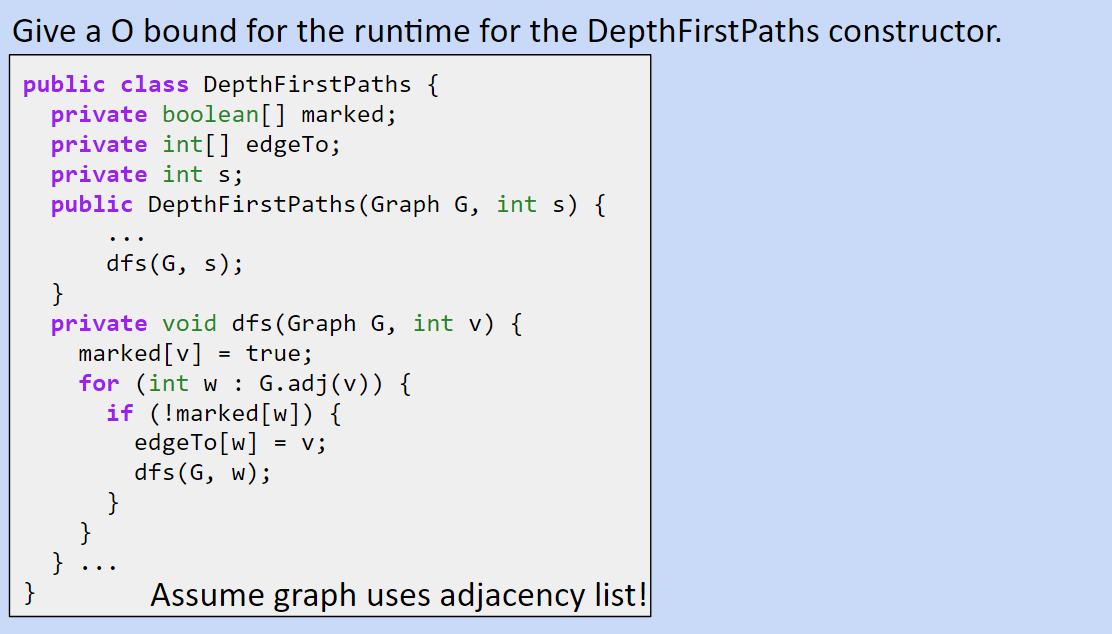 Give a O bound for the runtime for the DepthFirstPaths constructor.
public class DepthFirstPaths {
private boolean[] marked;
private int[] edgeTo;
private int s;
public DepthFirstPaths(Graph G, int s) {
...
dfs(G, s);
}
private void dfs(Graph G, int v) {
marked[v] = true;
for (int w : G.adj(v)) {
if (!marked[w]) {
edgeTo[w] = v;
dfs(G, w);
}
}
} ...
} Assume graph uses adjacency list!